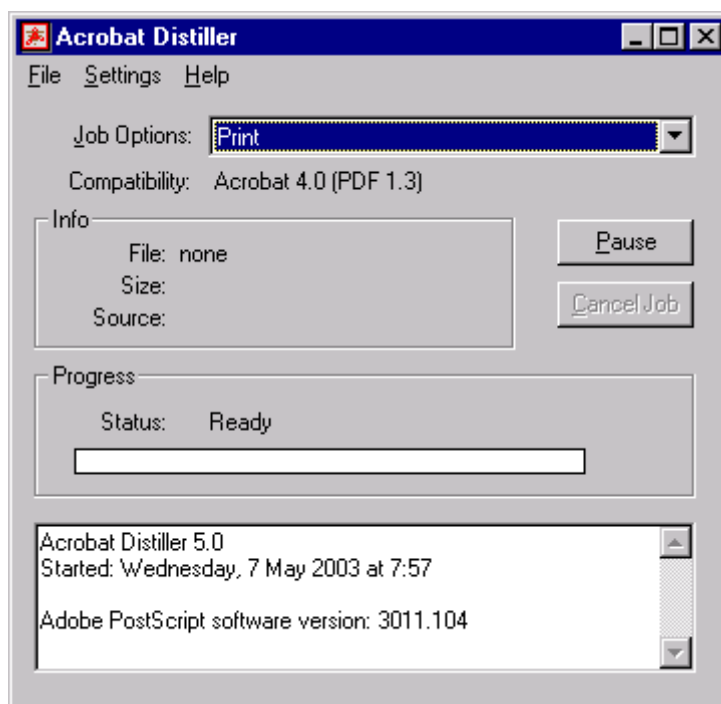 Acrobat Distiller
File Settings Help
Job Options: Print
Compatibility: Acrobat 4.0 (PDF 1.3)
Info
File: none
Size:
Source:
Pause
Cancel Job
Progress
Status: Ready
Acrobat Distiller 5.0
Started: Wednesday, 7 May 2003 at 7:57
Adobe PostScript software version: 3011.104